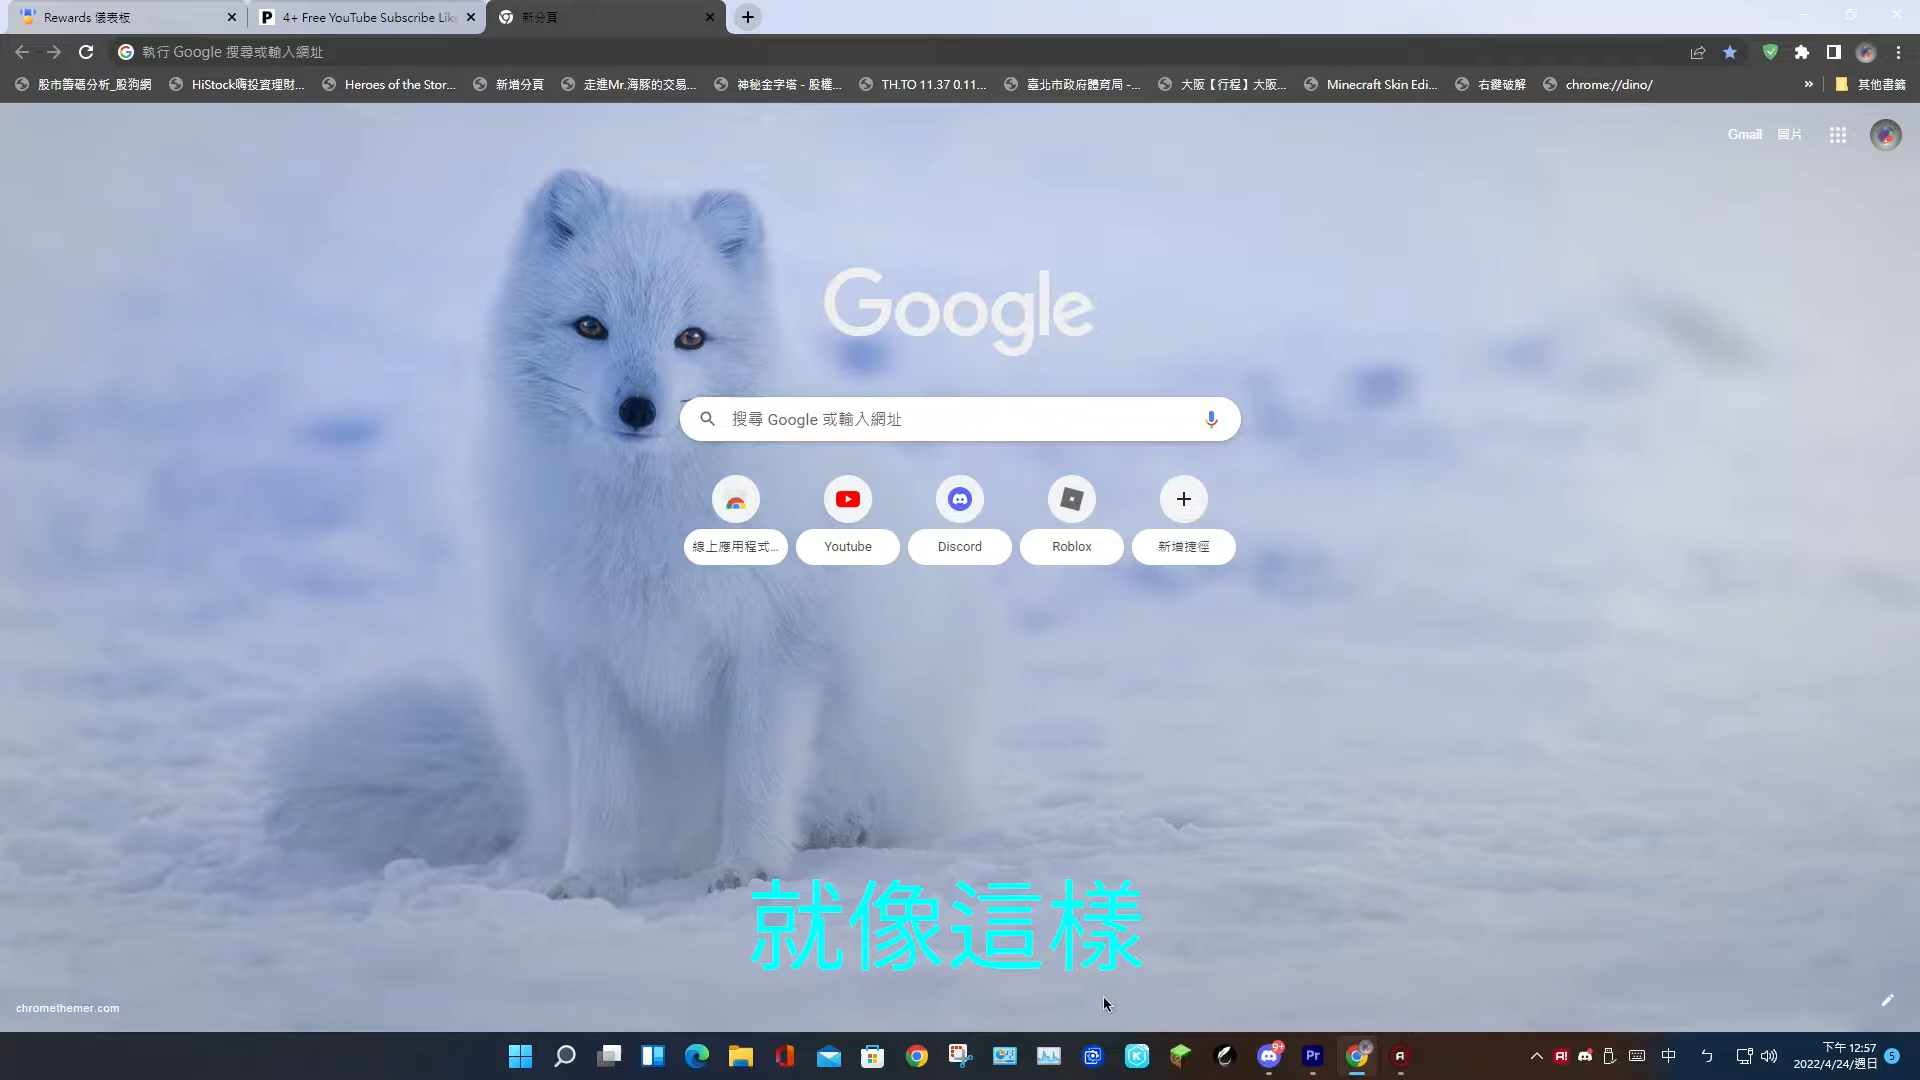 Rewards 儀表板
4+ Free YouTube Subscribe Like
新分頁
執行 Google 搜尋或輸入網址
股市籌碼分析_股狗網
HiStock嗨投資理財...
Heroes of the Stor...
新增分頁
走進Mr.海豚的交易...
神秘金字塔 - 股權...
TH.TO 11.37 0.11...
臺北市政府體育局 -...
大阪【行程】大阪...
Minecraft Skin Edi...
右鍵破解
chrome://dino/
»
其他書籤
Gmail
圖片
Google
搜尋 Google 或輸入網址
線上應用程式...
Youtube
Discord
Roblox
新增捷徑
就像這樣
chromethemer.com
9+
Pr
中
下午 12:57
2022/4/24/週日
5